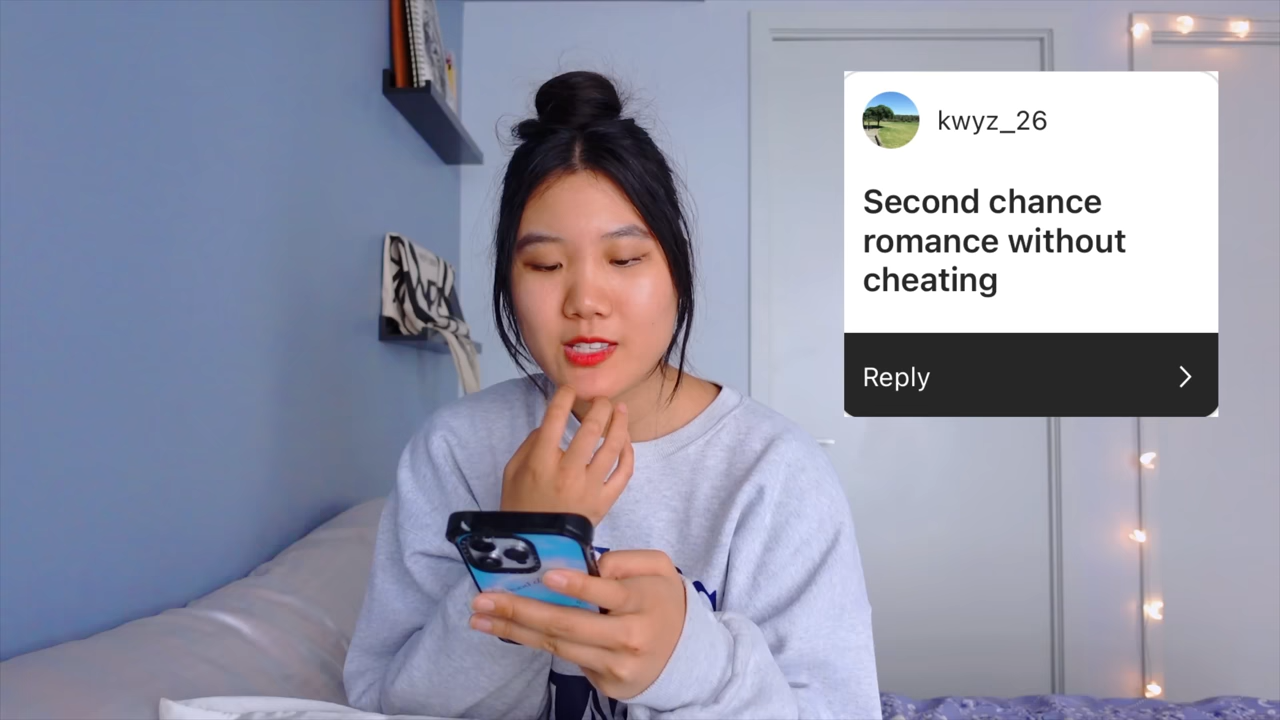 kwyz_26
Second chance
romance without
cheating
Reply